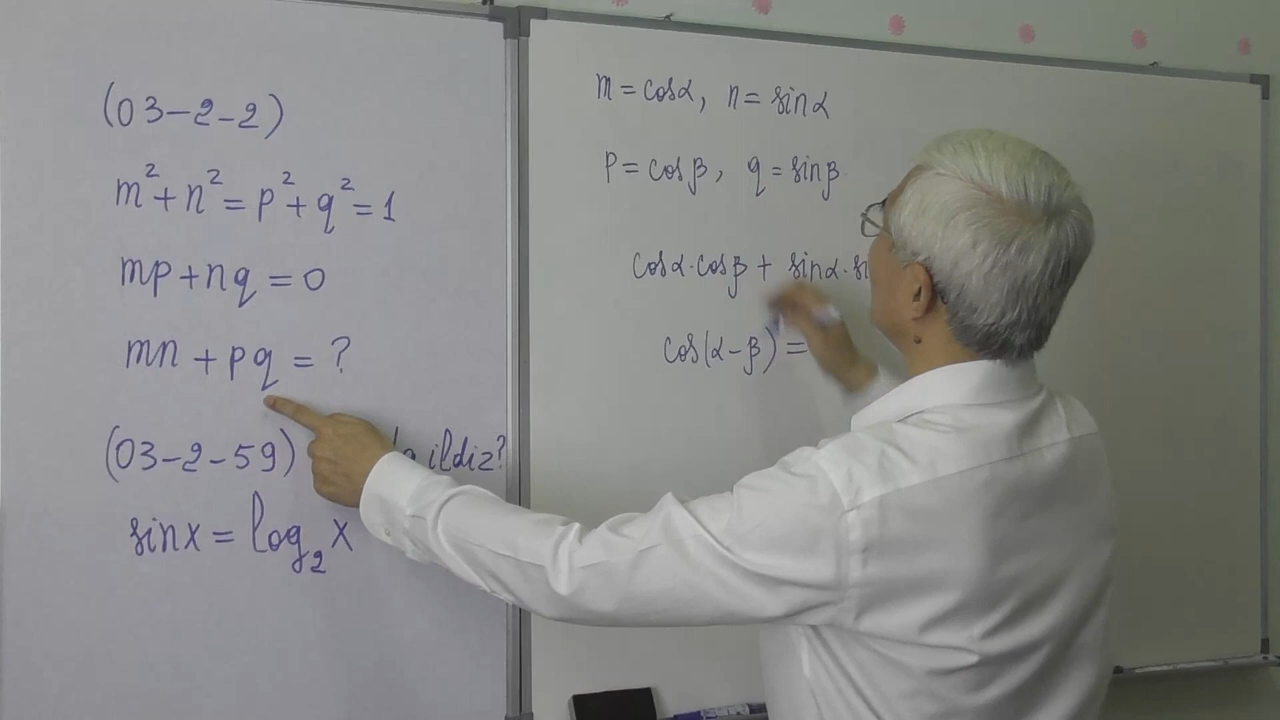 (03-2-2)
m²+n²=p²+q²=1
mp+nq=0
mn+pq=?
(03-2-59) ildiz?
sinx=log₂x
m=cosα, n=sinα
p=cosβ, q=sinβ
cosα·cosβ+ sinα·
cos(α-β)=